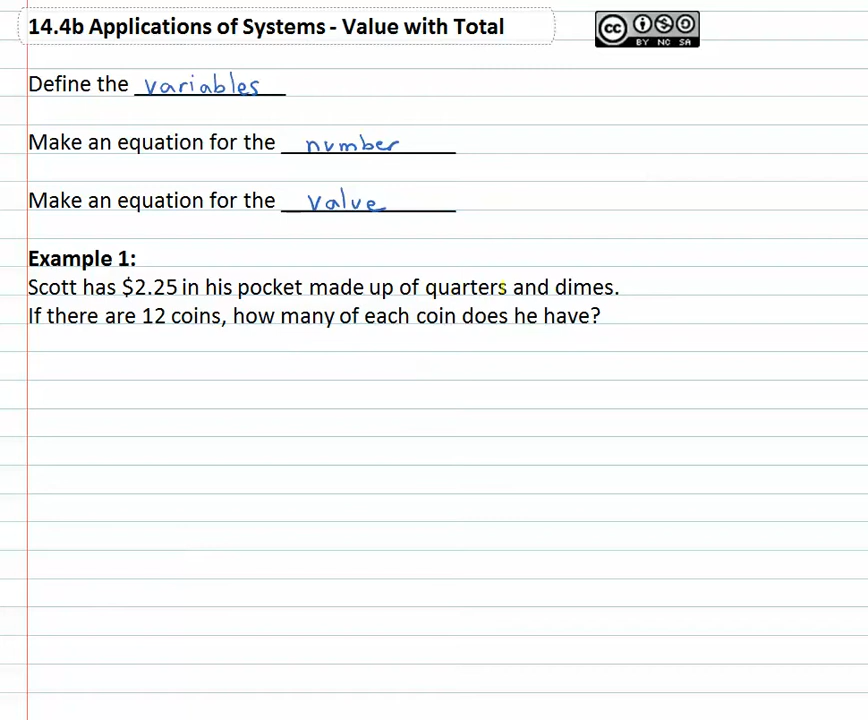 14.4b Applications of Systems - Value with Total
cc BY NC SA
Define the variables
Make an equation for the number
Make an equation for the value
Example 1:
Scott has $2.25 in his pocket made up of quarters and dimes.
If there are 12 coins, how many of each coin does he have?